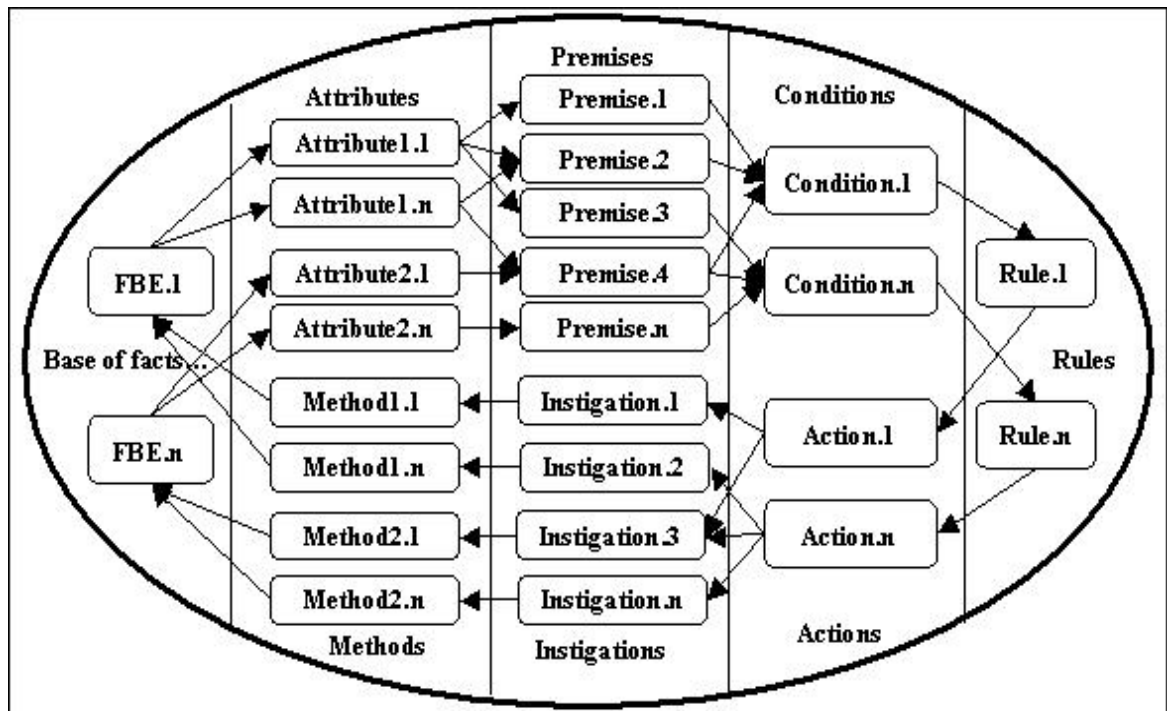 Premises
Attributes
Conditions
Premise.1
Attribute1.1
Premise.2
Condition.1
Attribute1.n
Premise.3
FBE.1
Attribute2.1
Premise.4
Condition.n
Rule.1
Attribute2.n
Premise.n
Base of facts...
Rules
Method1.1
Instigation.1
Action.1
Rule.n
FBE.n
Method1.n
Instigation.2
Method2.1
Instigation.3
Action.n
Method2.n
Instigation.n
Methods
Instigations
Actions